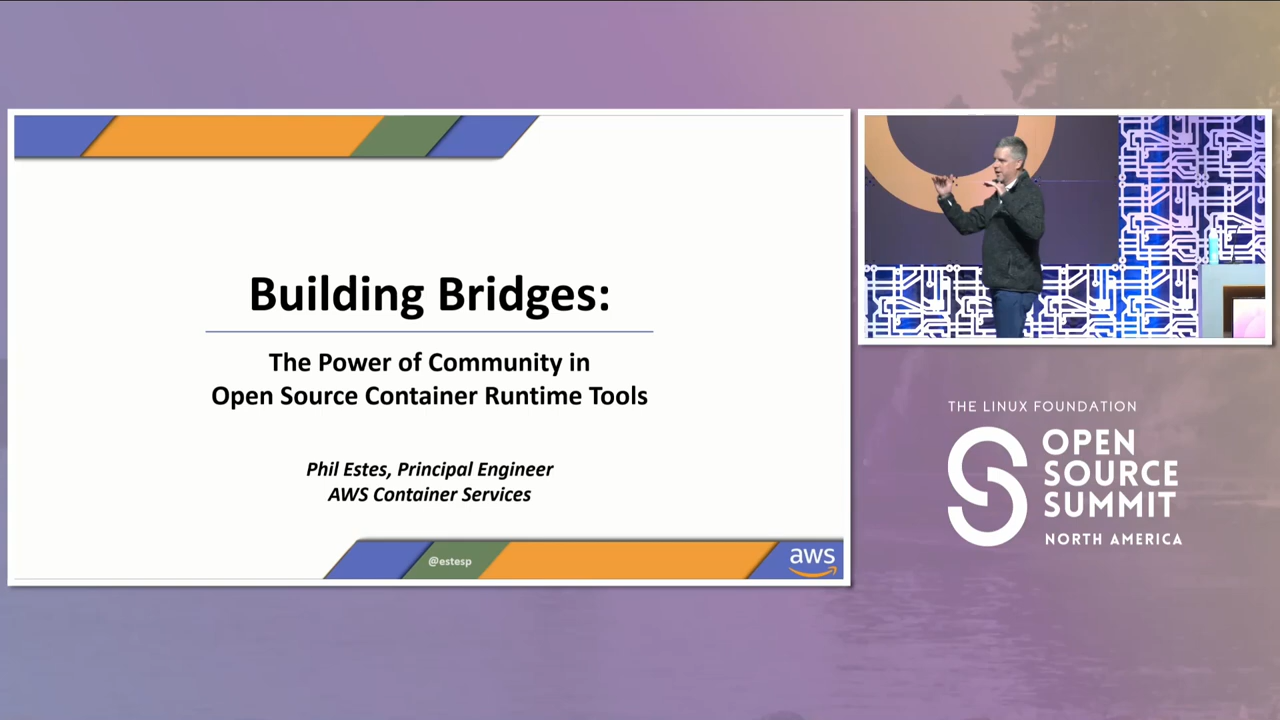 Building Bridges:
The Power of Community in
Open Source Container Runtime Tools
Phil Estes, Principal Engineer
AWS Container Services
@estesp
aws
THE LINUX FOUNDATION
OPEN
SOURCE
SUMMIT
NORTH AMERICA